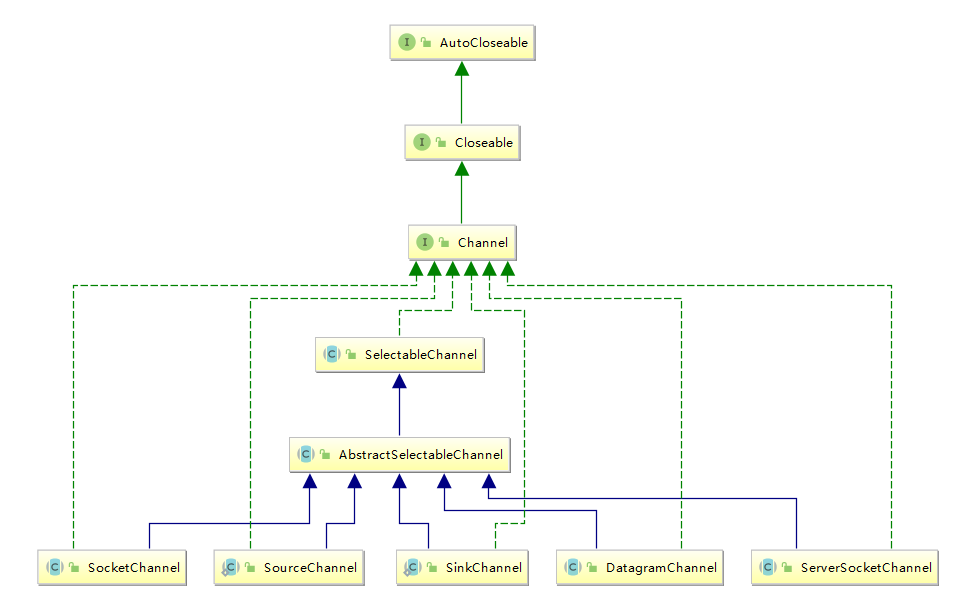 I AutoCloseable
I Closeable
I Channel
C SelectableChannel
C AbstractSelectableChannel
C SocketChannel
C SourceChannel
C SinkChannel
C DatagramChannel
C ServerSocketChannel